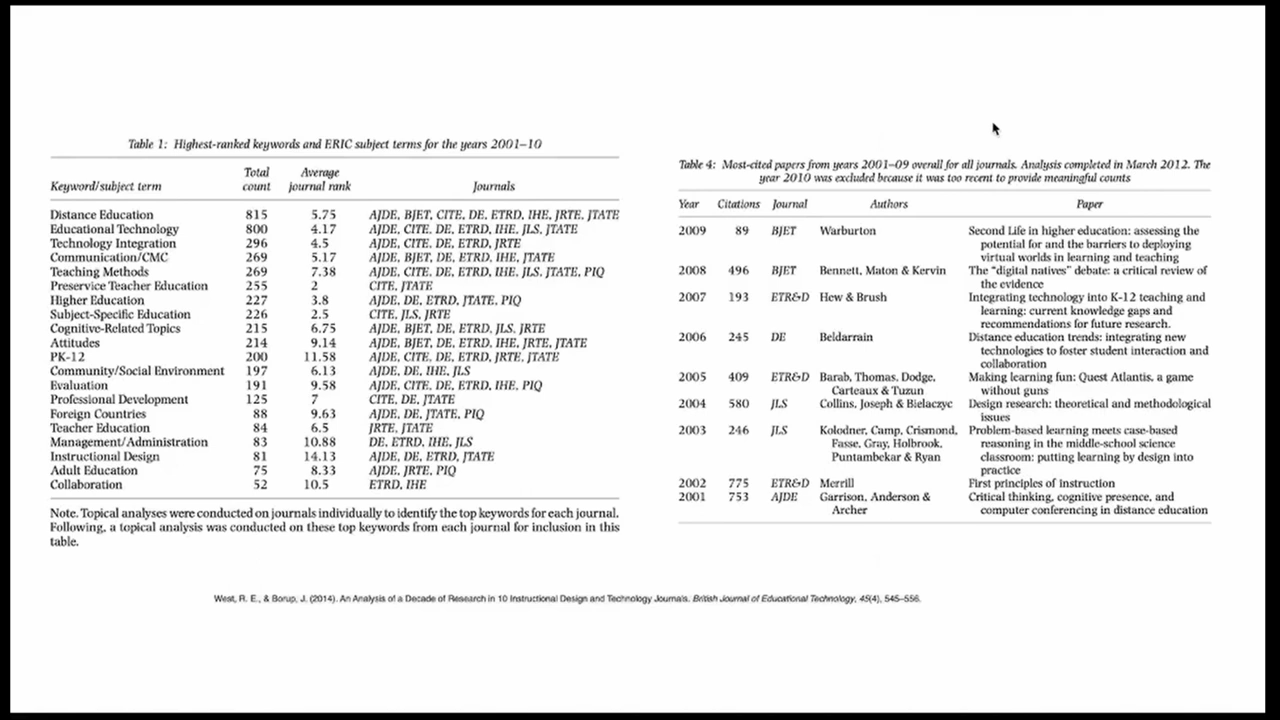 Table 1: Highest-ranked keywords and ERIC subject terms for the years 2001–10
Keyword/subject term Total count Average journal rank Journals
Distance Education 815 5.75 AJDE, BJET, CITE, DE, ETRD, IHE, JRTE, JTATE
Educational Technology 800 4.17 AJDE, CITE, DE, ETRD, IHE, JLS, JTATE
Technology Integration 296 4.5 AJDE, CITE, DE, ETRD, JRTE
Communication/CMC 269 5.17 AJDE, BJET, DE, ETRD, IHE, JTATE
Teaching Methods 269 7.38 AJDE, CITE, DE, ETRD, IHE, JLS, JTATE, PIQ
Preservice Teacher Education 255 2 CITE, JTATE
Higher Education 227 3.8 AJDE, DE, ETRD, JTATE, PIQ
Subject-Specific Education 226 2.5 CITE, JLS, JRTE
Cognitive-Related Topics 215 6.75 AJDE, BJET, DE, ETRD, JLS, JRTE
Attitudes 214 9.14 AJDE, BJET, DE, ETRD, IHE, JRTE, JTATE
PK-12 200 11.58 AJDE, CITE, DE, ETRD, JRTE, JTATE
Community/Social Environment 197 6.13 AJDE, DE, IHE, JLS
Evaluation 191 9.58 AJDE, CITE, DE, ETRD, IHE, PIQ
Professional Development 125 7 CITE, DE, JTATE
Foreign Countries 88 9.63 AJDE, DE, JTATE, PIQ
Teacher Education 84 6.5 JRTE, JTATE
Management/Administration 83 10.88 DE, ETRD, IHE, JLS
Instructional Design 81 14.13 AJDE, DE, ETRD, JTATE
Adult Education 75 8.33 AJDE, JRTE, PIQ
Collaboration 52 10.5 ETRD, IHE
Note. Topical analyses were conducted on journals individually to identify the top keywords for each journal.
Following, a topical analysis was conducted on these top keywords from each journal for inclusion in this
table.
Table 4: Most-cited papers from years 2001–09 overall for all journals. Analysis completed in March 2012. The
year 2010 was excluded because it was too recent to provide meaningful counts
Year Citations Journal Authors Paper
2009 89 BJET Warburton Second Life in higher education: assessing the
potential for and the barriers to deploying
virtual worlds in learning and teaching
2008 496 BJET Bennett, Maton & Kervin The "digital natives" debate: a critical review of
the evidence
2007 193 ETR&D Hew & Brush Integrating technology into K-12 teaching and
learning: current knowledge gaps and
recommendations for future research.
2006 245 DE Beldarrain Distance education trends: integrating new
technologies to foster student interaction and
collaboration
2005 409 ETR&D Barab, Thomas, Dodge, Making learning fun: Quest Atlantis, a game
Carteaux & Tuzun without guns
2004 580 JLS Collins, Joseph & Bielaczyc Design research: theoretical and methodological
issues
2003 246 JLS Kolodner, Camp, Crismond, Problem-based learning meets case-based
Fasse, Gray, Holbrook, reasoning in the middle-school science
Puntambekar & Ryan classroom: putting learning by design into
practice
2002 775 ETR&D Merrill First principles of instruction
2001 753 AJDE Garrison, Anderson & Critical thinking, cognitive presence, and
Archer computer conferencing in distance education
West, R. E., & Borup, J. (2014). An Analysis of a Decade of Research in 10 Instructional Design and Technology Journals. British Journal of Educational Technology, 45(4), 545–556.